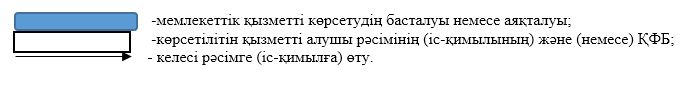 -мемлекеттік қызметті көрсетудің басталуы немесе аяқталуы;
-көрсетілітін қызметті алушы рәсімінің (іс-қимылының) және (немесе) ҚФБ;
- келесі рәсімге (іс-қимылға) өту.